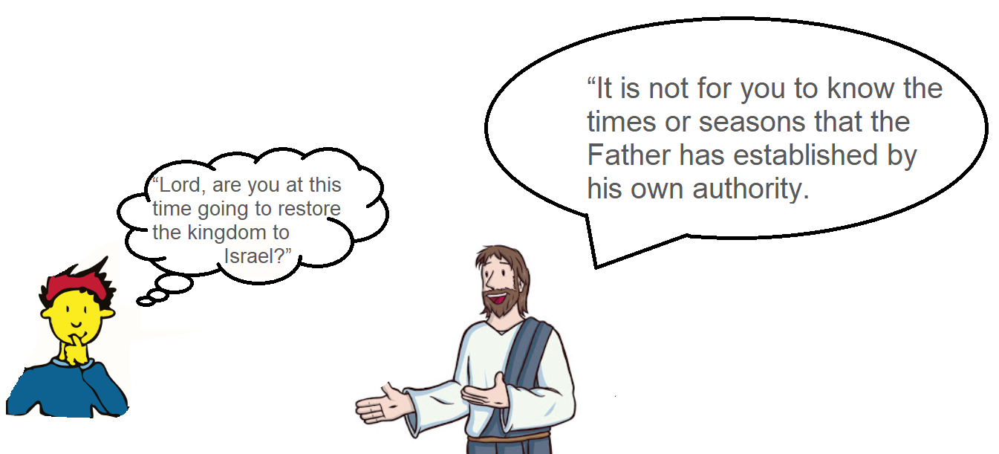 “Lord, are you at this
time going to restore
the kingdom to
Israel?”
“It is not for you to know the
times or seasons that the
Father has established by
his own authority.